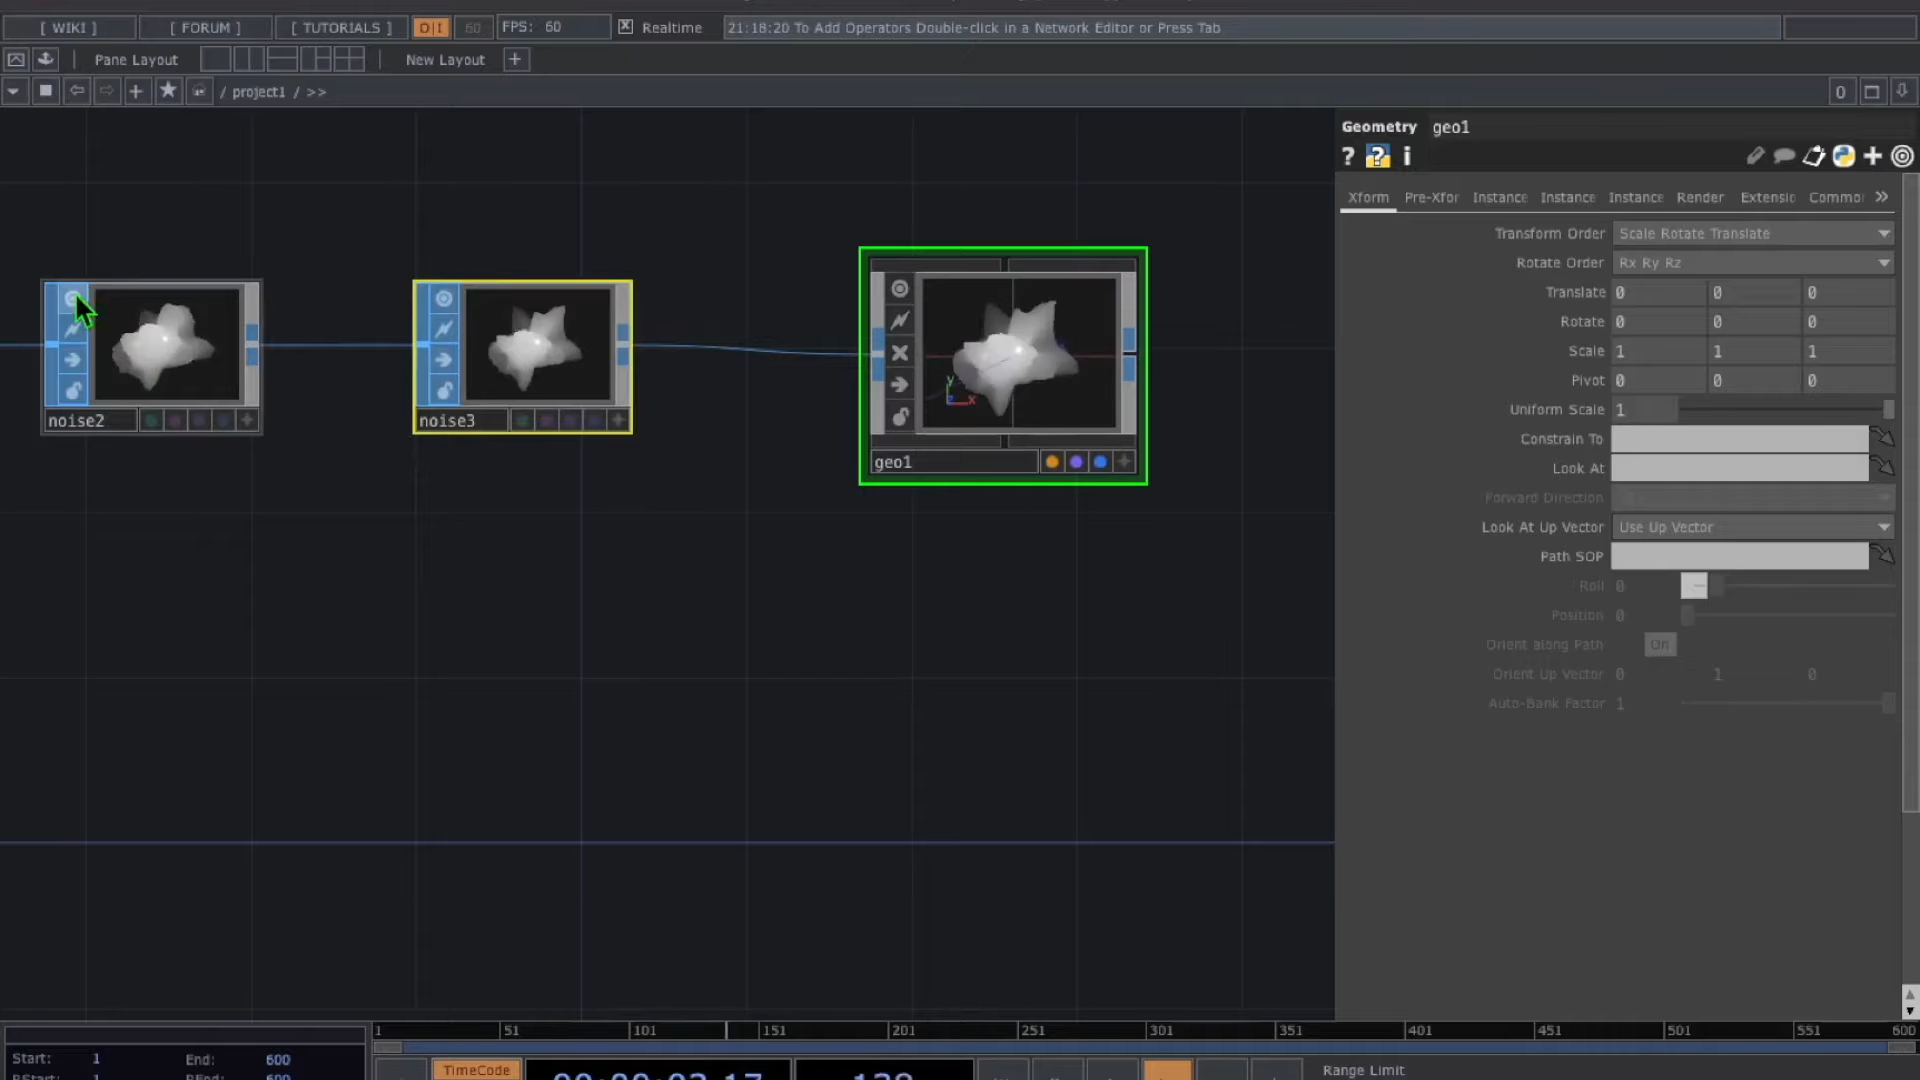 [ WIKI ] [ FORUM ] [ TUTORIALS ] O|I 60 FPS: 60 Realtime 21:18:20 To Add Operators Double-click in a Network Editor or Press Tab
Pane Layout New Layout +
/ project1 / >> 0
Geometry geo1
? ? i
Xform Pre-Xfor Instance Instance Instance Render Extensio Commo >>
Transform Order Scale Rotate Translate
Rotate Order Rx Ry Rz
Translate 0 0 0
Rotate 0 0 0
Scale 1 1 1
Pivot 0 0 0
Uniform Scale 1
Constrain To
Look At
Forward Direction
Look At Up Vector Use Up Vector
Path SOP
Roll 0
Position 0
Orient along Path On
Orient Up Vector 0 1 0
Auto-Bank Factor 1
noise2
noise3
y
x
geo1
1 51 101 151 201 251 301 351 401 451 501 551 600
Start: 1 End: 600
TimeCode
Range Limit